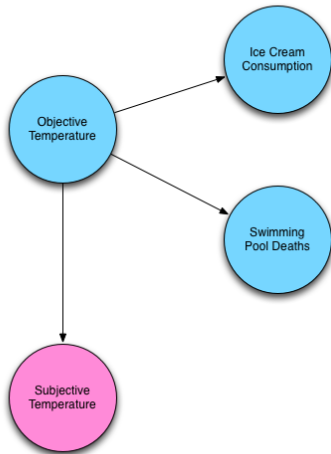 Ice Cream
Consumption
Objective
Temperature
Swimming
Pool Deaths
Subjective
Temperature